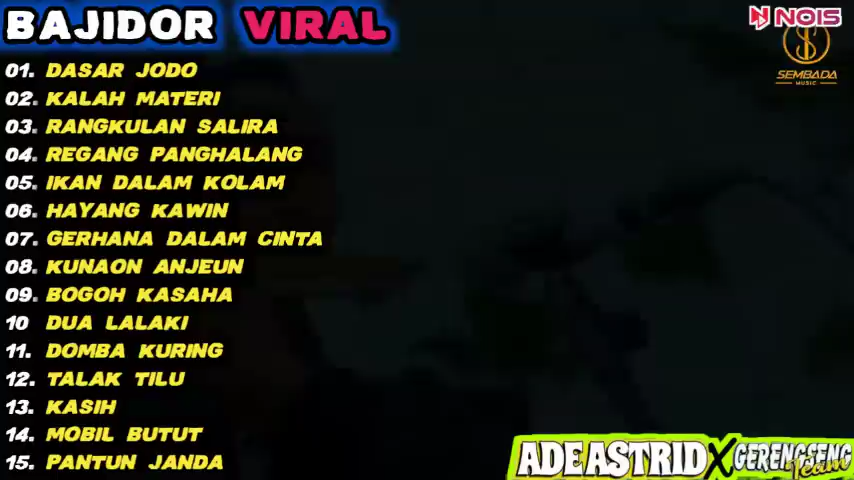 BAJIDOR VIRAL
NOIS
SEMBADA
MUSIC
01. DASAR JODO
02. KALAH MATERI
03. RANGKULAN SALIRA
04. REGANG PANGHALANG
05. IKAN DALAM KOLAM
06. HAYANG KAWIN
07. GERHANA DALAM CINTA
08. KUNAON ANJEUN
09. BOGOH KASAHA
10 DUA LALAKI
11. DOMBA KURING
12. TALAK TILU
13. KASIH
14. MOBIL BUTUT
15. PANTUN JANDA
ADE ASTRID X GERENGSENG Team